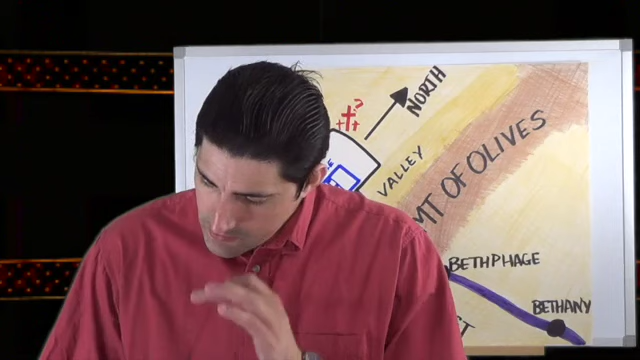 NORTH
?
VALLEY
MT OF OLIVES
BETHPHAGE
BETHANY